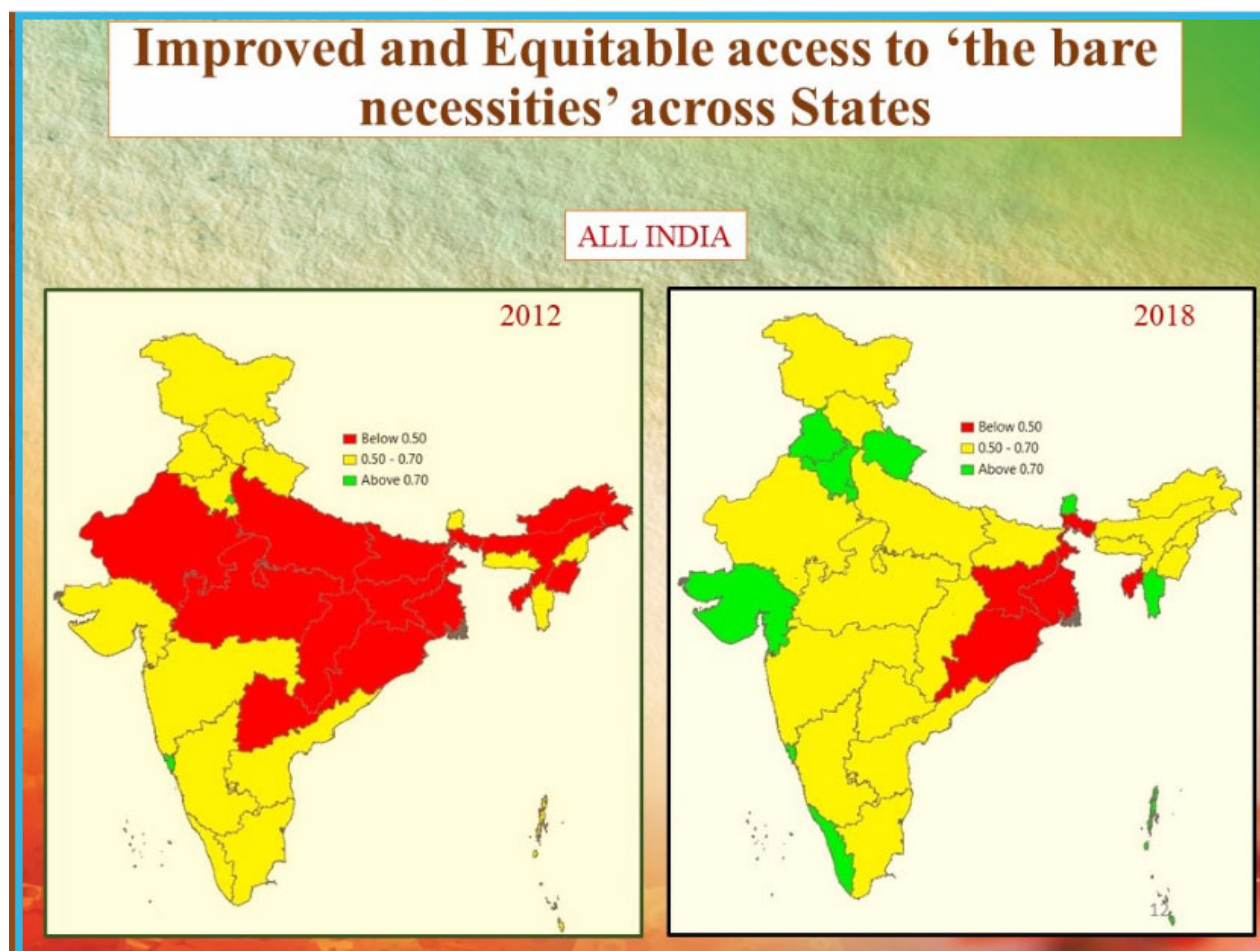 Improved and Equitable access to ‘the bare
necessities’ across States
ALL INDIA
2012
Below 0.50
0.50 - 0.70
Above 0.70
2018
Below 0.50
0.50 - 0.70
Above 0.70
12